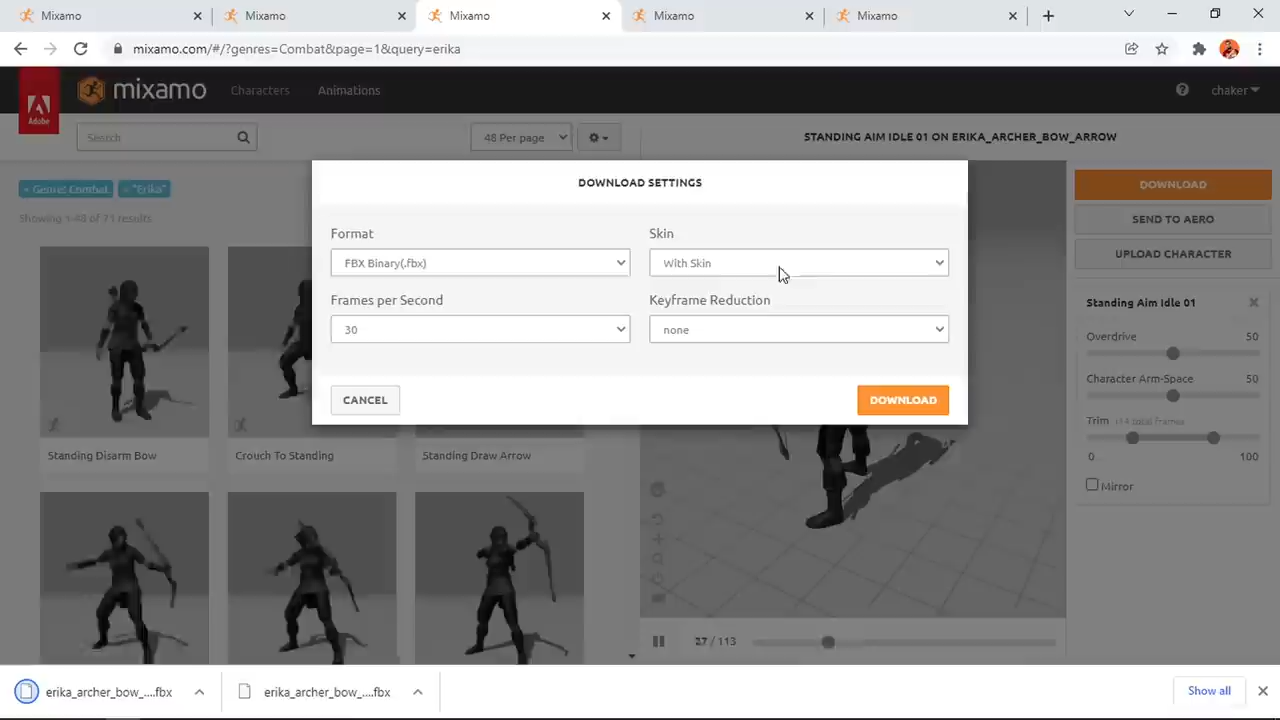 Mixamo
Mixamo
Mixamo
Mixamo
Mixamo
mixamo.com/#/?genres=Combat&page=1&query=erika
Adobe
mixamo
Characters
Animations
chaker
Search
48 Per page
STANDING AIM IDLE 01 ON ERIKA_ARCHER_BOW_ARROW
× Genre: Combat
× "Erika"
Showing 1-48 of 71 results
DOWNLOAD SETTINGS
Format
Skin
FBX Binary(.fbx)
With Skin
Frames per Second
Keyframe Reduction
30
none
CANCEL
DOWNLOAD
DOWNLOAD
SEND TO AERO
UPLOAD CHARACTER
Standing Aim Idle 01
Overdrive
50
Character Arm-Space
50
Trim
114 total frames
0
100
Mirror
Standing Disarm Bow
Crouch To Standing
Standing Draw Arrow
27 / 113
erika_archer_bow_....fbx
erika_archer_bow_....fbx
Show all